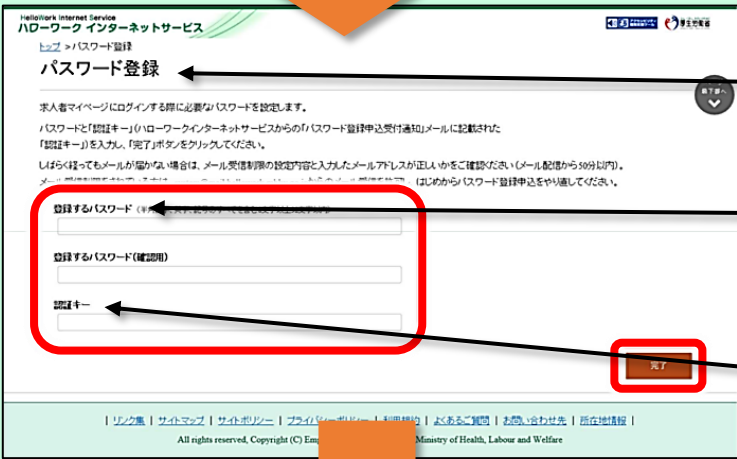 HelloWork Internet Service
ハローワーク インターネットサービス
厚生労働省
トップ >パスワード登録
パスワード登録
求人者マイページにログインする際に必要なパスワードを設定します。
パスワードと「認証キー」(ハローワークインターネットサービスからの「パスワード登録申込受付通知」メールに記載された
「認証キー」)を入力し、「完了」ボタンをクリックしてください。
しばらく経ってもメールが届かない場合は、メール受信制限の設定内容と入力したメールアドレスが正しいかをご確認ください(メール配信から50分以内)。
はじめからパスワード登録申込をやり直してください。
登録するパスワード
登録するパスワード(確認用)
認証キー
完了
| リンク集 | サイトマップ | サイトポリシー | プライバシーポリシー | 利用規約 | よくあるご質問 | お問い合わせ先 | 所在地情報 |
All rights reserved, Copyright (C) Ministry of Health, Labour and Welfare